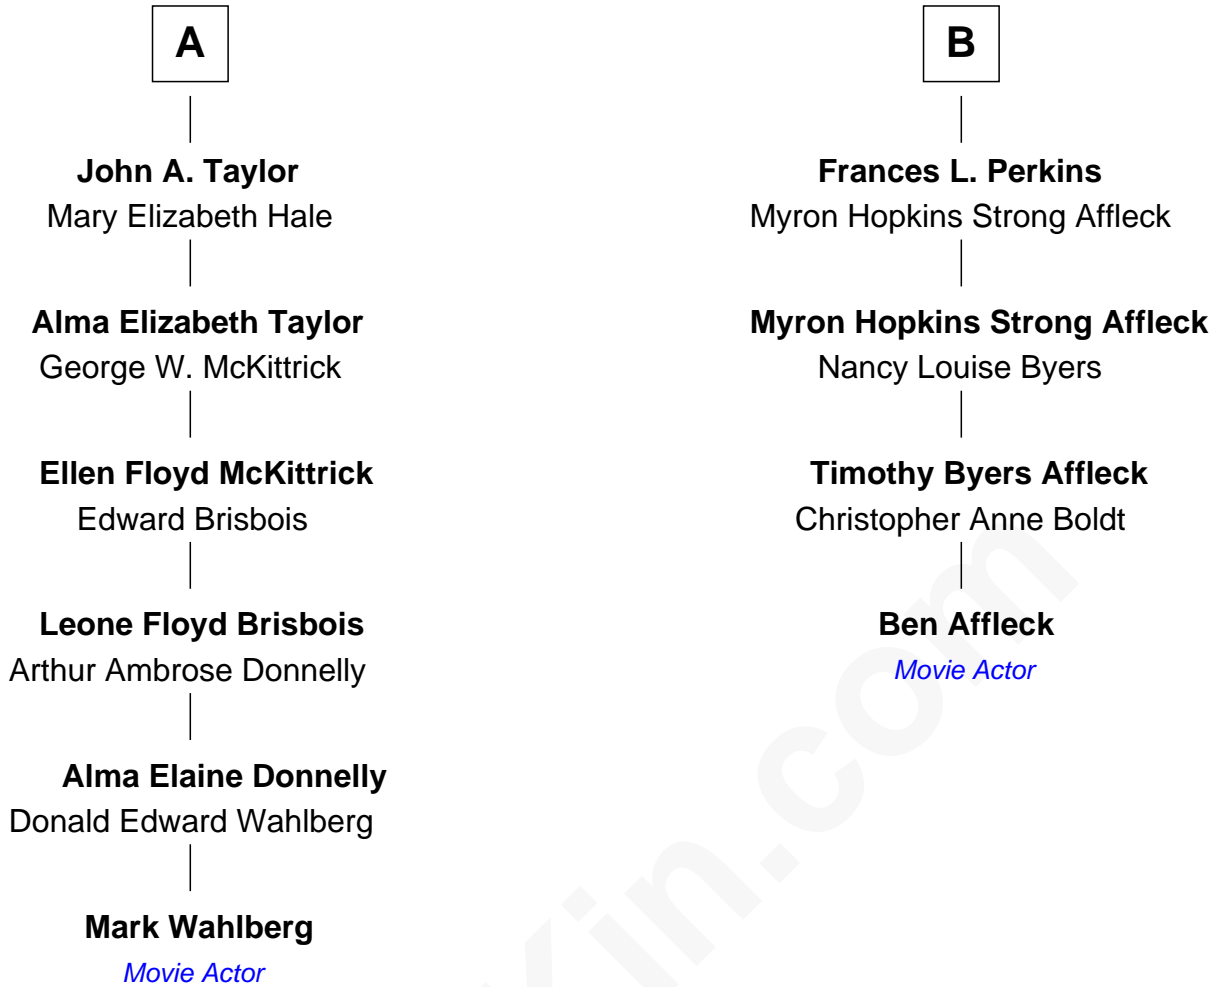 A
John A. Taylor
Mary Elizabeth Hale
Alma Elizabeth Taylor
George W. McKittrick
Ellen Floyd McKittrick
Edward Brisbois
Leone Floyd Brisbois
Arthur Ambrose Donnelly
Alma Elaine Donnelly
Donald Edward Wahlberg
Mark Wahlberg
Movie Actor
B
Frances L. Perkins
Myron Hopkins Strong Affleck
Myron Hopkins Strong Affleck
Nancy Louise Byers
Timothy Byers Affleck
Christopher Anne Boldt
Ben Affleck
Movie Actor
Kin.com